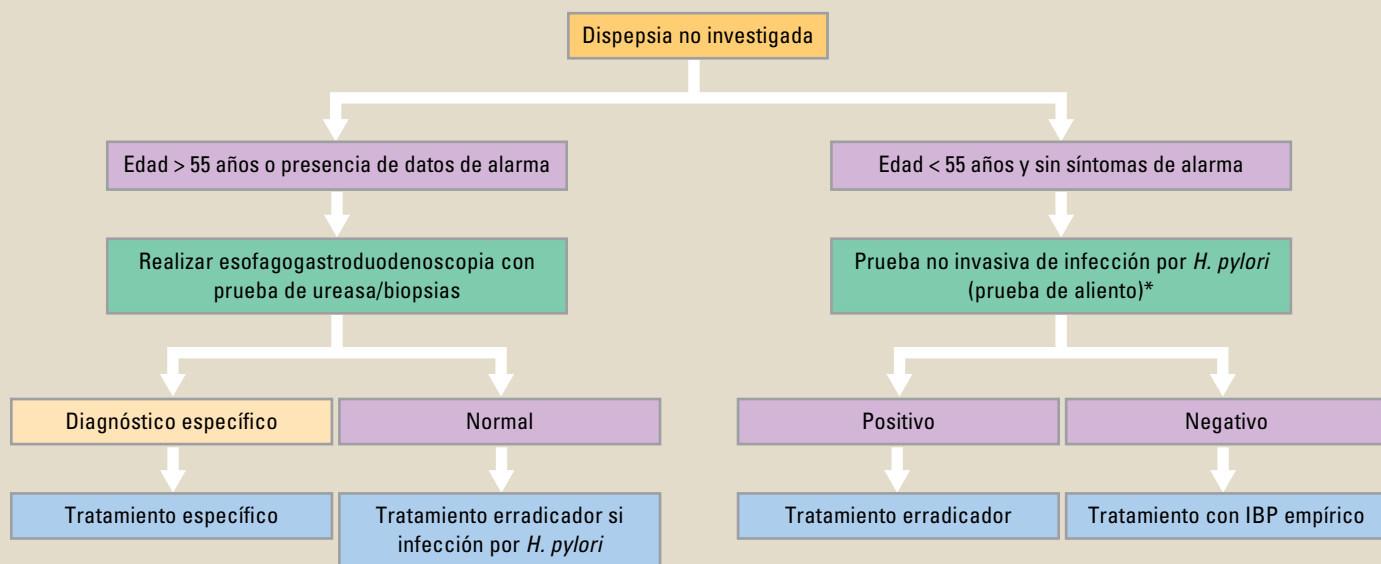 Dispepsia no investigada
Edad > 55 años o presencia de datos de alarma
Edad < 55 años y sin síntomas de alarma
Realizar esofagogastroduodenoscopia con
prueba de ureasa/biopsias
Prueba no invasiva de infección por H. pylori
(prueba de aliento)*
Diagnóstico específico
Normal
Positivo
Negativo
Tratamiento específico
Tratamiento erradicador si
infección por H. pylori
Tratamiento erradicador
Tratamiento con IBP empírico